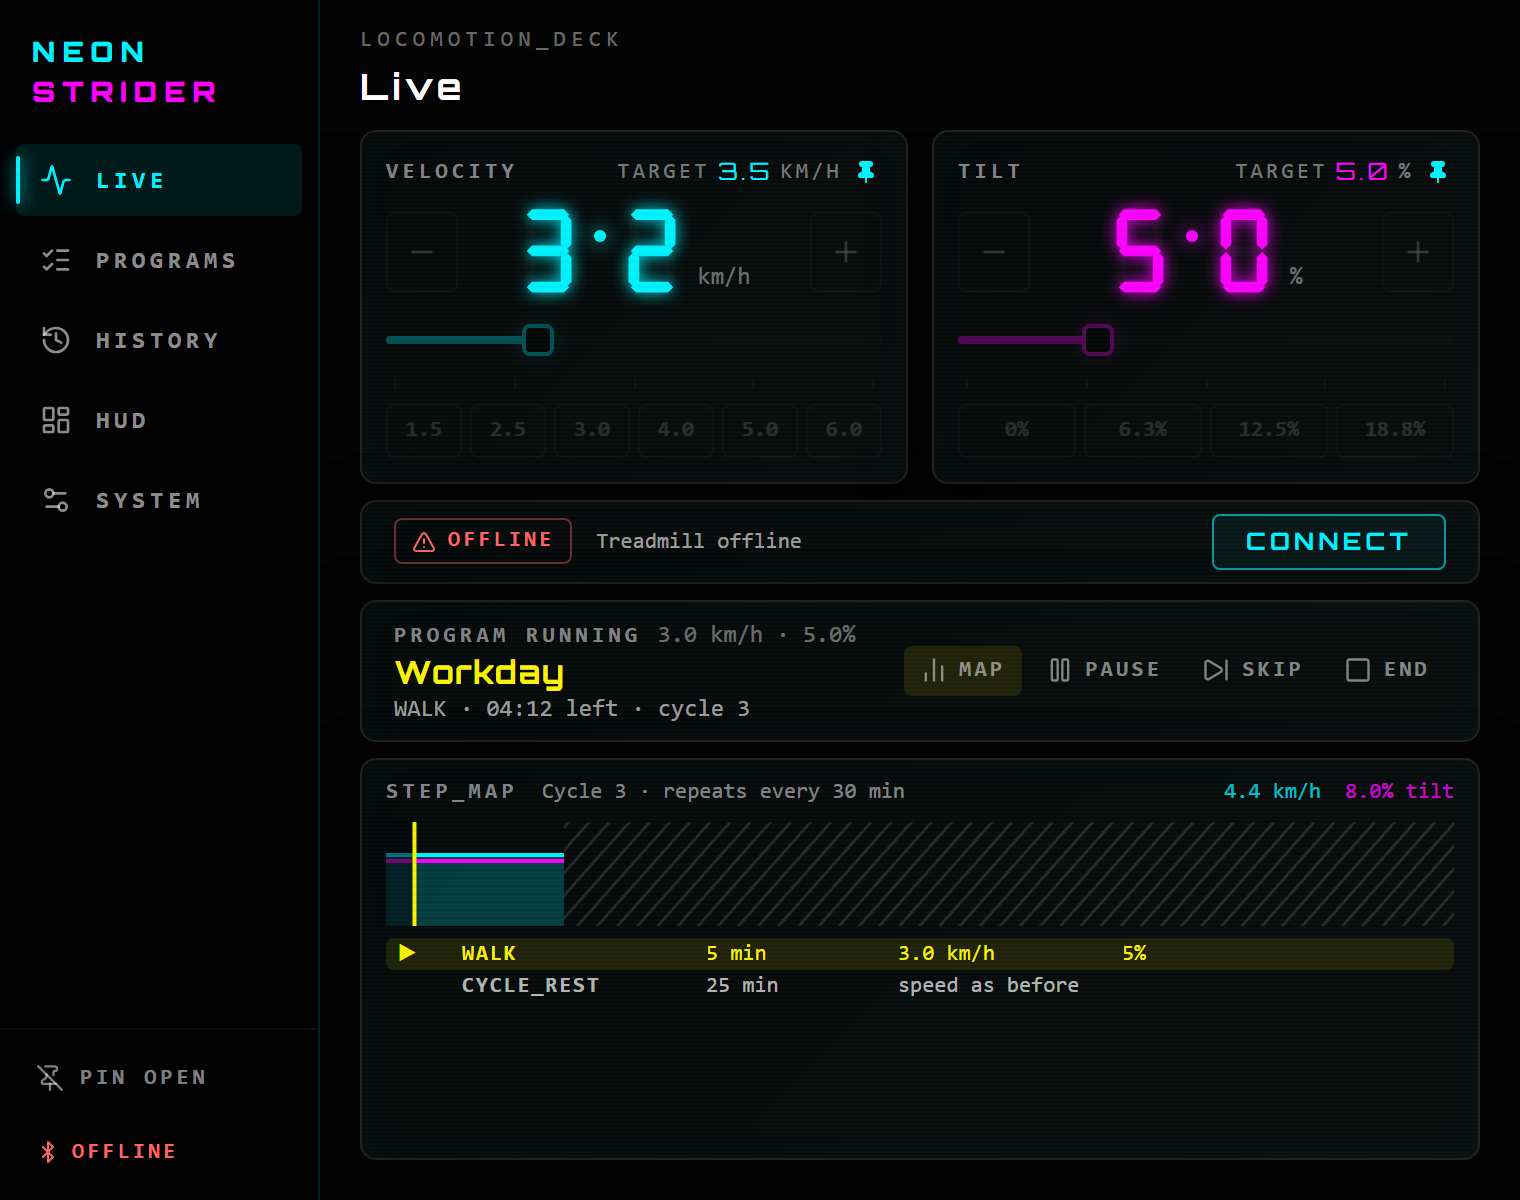 NEON
STRIDER
LIVE
PROGRAMS
HISTORY
HUD
SYSTEM
PIN OPEN
OFFLINE
LOCOMOTION_DECK
Live
VELOCITY TARGET 3.5 KM/H
3.2 km/h
1.5 2.5 3.0 4.0 5.0 6.0
TILT TARGET 5.0 %
5.0 %
0% 6.3% 12.5% 18.8%
OFFLINE Treadmill offline CONNECT
PROGRAM RUNNING 3.0 km/h · 5.0%
Workday
WALK · 04:12 left · cycle 3
MAP PAUSE SKIP END
STEP_MAP Cycle 3 · repeats every 30 min 4.4 km/h 8.0% tilt
WALK 5 min 3.0 km/h 5%
CYCLE_REST 25 min speed as before